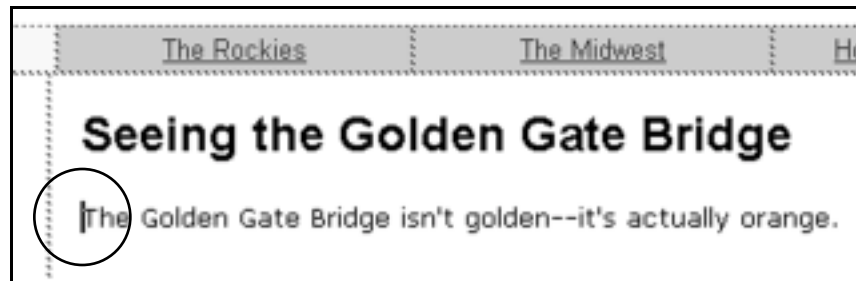 The Rockies The Midwest
Seeing the Golden Gate Bridge
The Golden Gate Bridge isn't golden--it's actually orange.